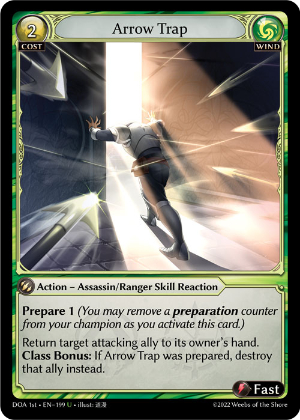 Arrow Trap
2
COST
WIND
Action – Assassin/Ranger Skill Reaction
Prepare 1 (You may remove a preparation counter
from your champion as you activate this card.)
Return target attacking ally to its owner's hand.
Class Bonus: If Arrow Trap was prepared, destroy
that ally instead.
Fast
DOA 1st • EN-199 U • illust:
©2022 Weebs of the Shore